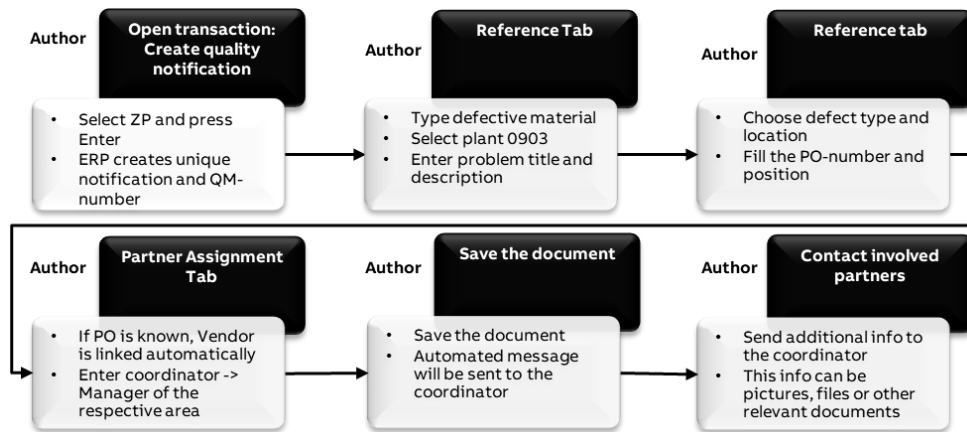 Author
Open transaction:
Create quality
notification
• Select ZP and press
Enter
• ERP creates unique
notification and QM-
number
Author
Reference Tab
• Type defective material
• Select plant 0903
• Enter problem title and
description
Author
Reference tab
• Choose defect type and
location
• Fill the PO-number and
position
Author
Partner Assignment
Tab
• If PO is known, Vendor
is linked automatically
• Enter coordinator ->
Manager of the
respective area
Author
Save the document
• Save the document
• Automated message
will be sent to the
coordinator
Author
Contact involved
partners
• Send additional info to
the coordinator
• This info can be
pictures, files or other
relevant documents